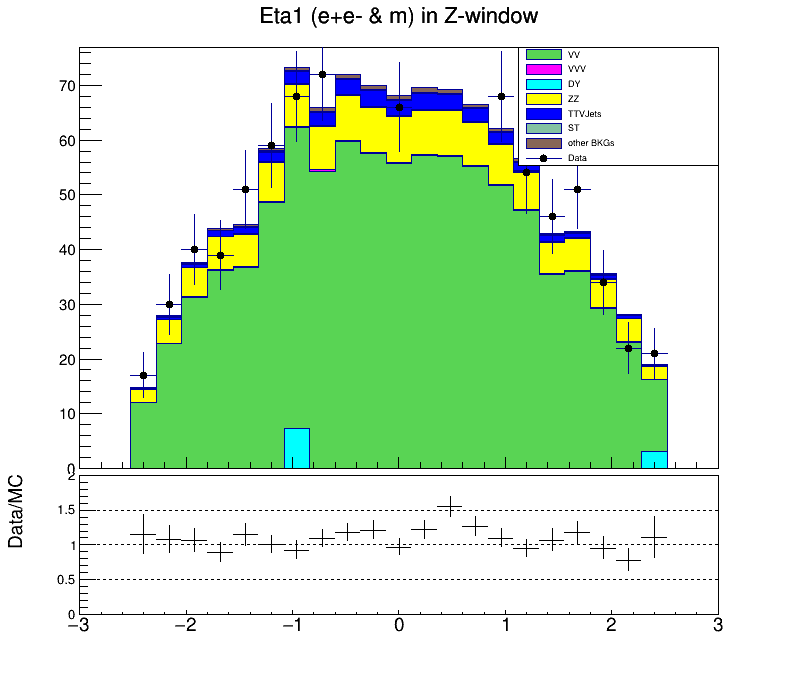 Eta1 (e+e- & m) in Z-window
VV
VVV
DY
ZZ
TTVJets
ST
other BKGs
Data
70
60
50
40
30
20
10
0
Data/MC
2
1.5
1
0.5
0
−3 −2 −1 0 1 2 3